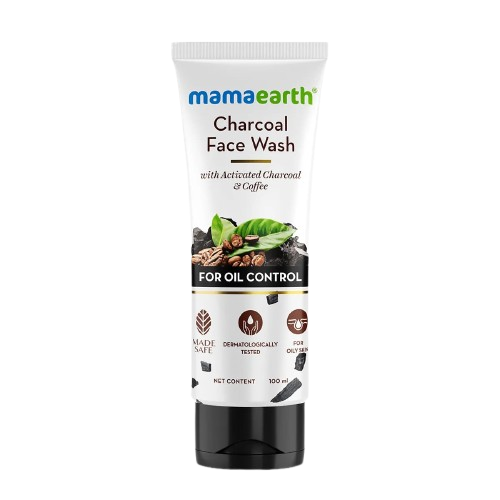 mamaearth®
Charcoal
Face Wash
with Activated Charcoal
& Coffee
FOR OIL CONTROL
MADE
SAFE
DERMATOLOGICALLY
TESTED
FOR
OILY SKIN
NET CONTENT 100 ml